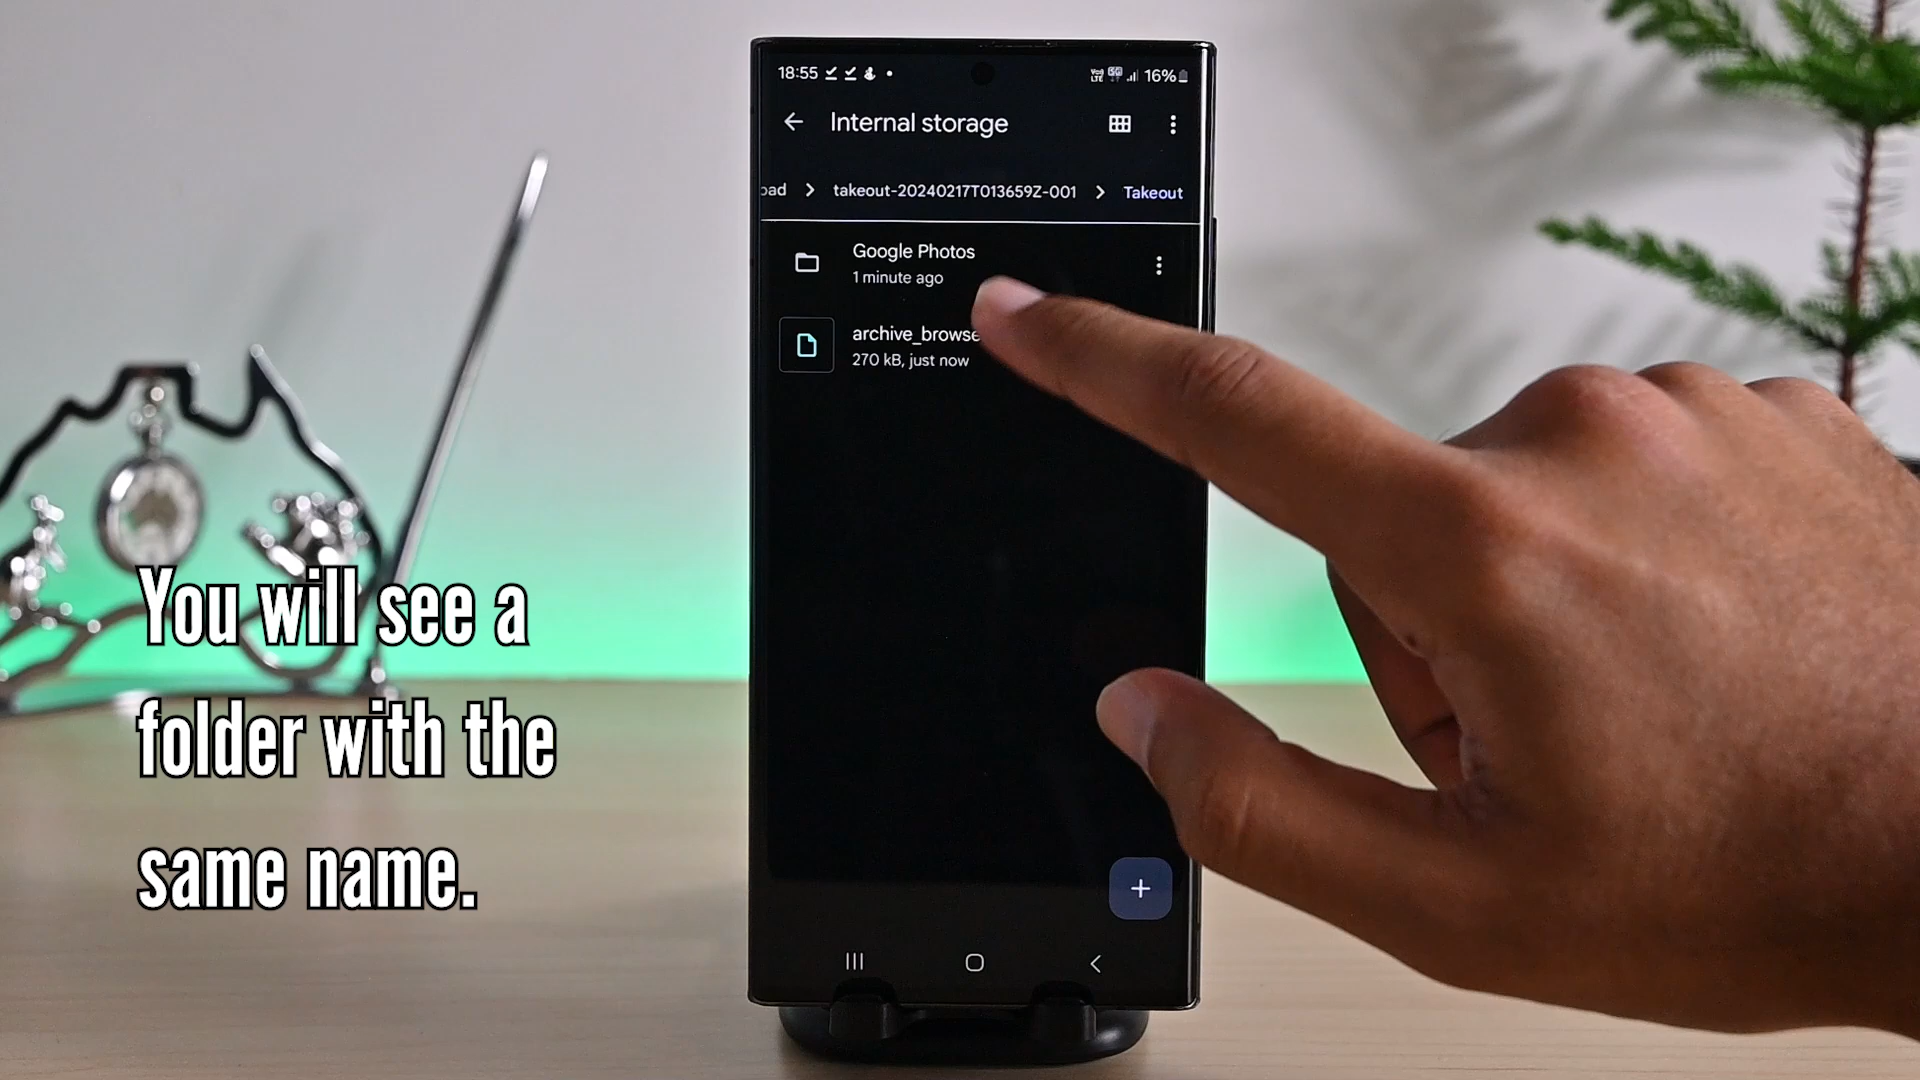 18:55
16%
Internal storage
oad > takeout-20240217T013659Z-001 > Takeout
Google Photos
1 minute ago
archive_browse
270 kB, just now
You will see a
folder with the
same name.